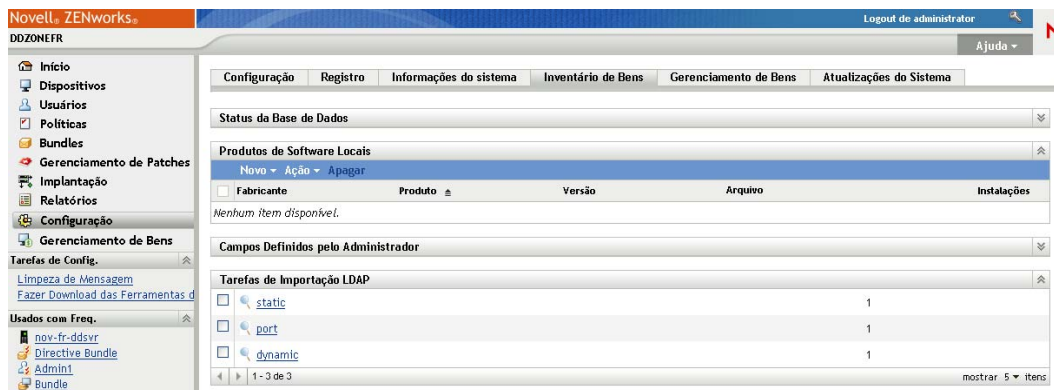 Novell® ZENworks®
Logout de administrator
DDZONEFR
Ajuda
Início
Dispositivos
Usuários
Políticas
Bundles
Gerenciamento de Patches
Implantação
Relatórios
Configuração
Gerenciamento de Bens
Tarefas de Config.
Limpeza de Mensagem
Fazer Download das Ferramentas d
Usados com Freq.
nov-fr-ddsvr
Directive Bundle
Admin1
Bundle
Configuração Registro Informações do sistema Inventário de Bens Gerenciamento de Bens Atualizações do Sistema
Status da Base de Dados
Produtos de Software Locais
Novo Ação Apagar
Fabricante Produto Versão Arquivo Instalações
Nenhum item disponível.
Campos Definidos pelo Administrador
Tarefas de Importação LDAP
static 1
port 1
dynamic 1
1 - 3 de 3 mostrar 5 itens